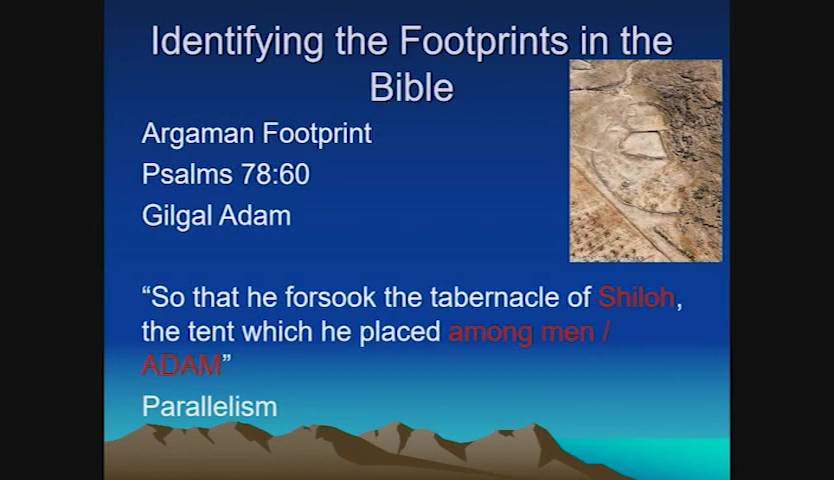 Identifying the Footprints in the
Bible
Argaman Footprint
Psalms 78:60
Gilgal Adam
“So that he forsook the tabernacle of Shiloh,
the tent which he placed among men /
ADAM”
Parallelism